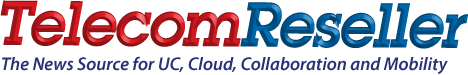 TelecomReseller
The News Source for UC, Cloud, Collaboration and Mobility